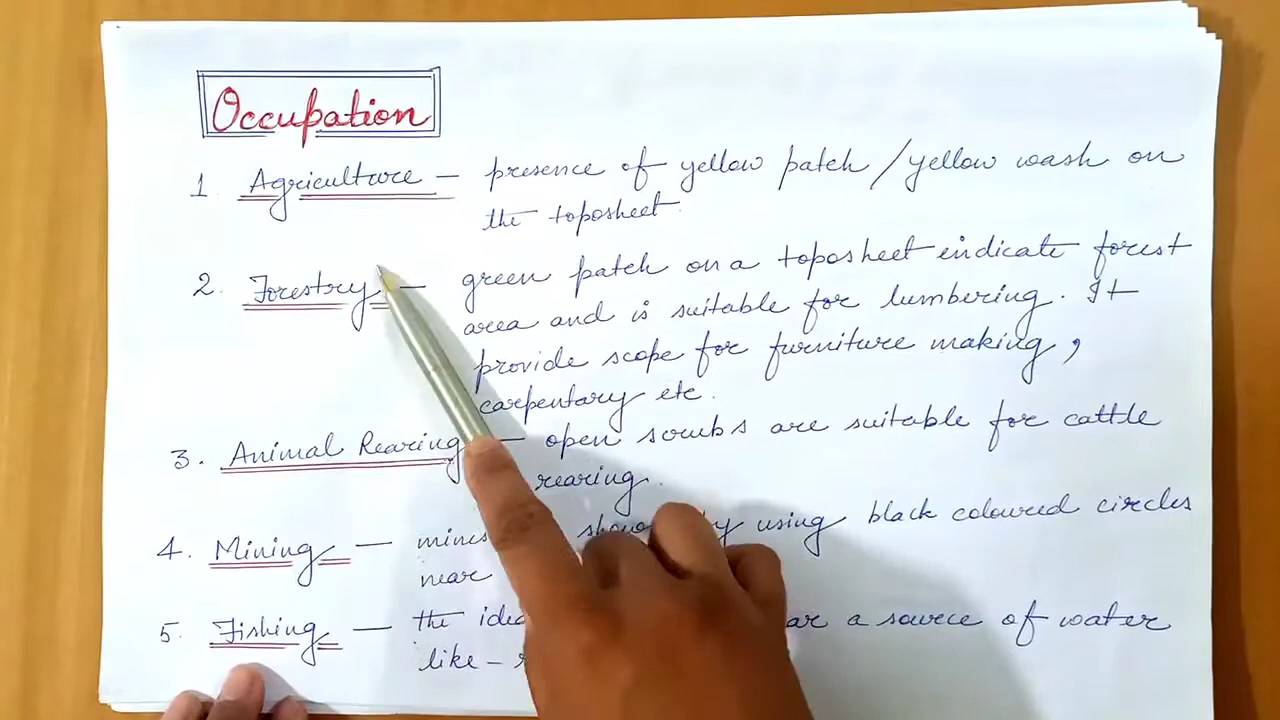 Occupation
1. Agriculture – presence of yellow patch / yellow wash on
the toposheet.
2. Forestry – green patch on a toposheet indicate forest
area and is suitable for lumbering. It
provide scope for furniture making,
carpentary etc.
3. Animal Rearing – open scrubs are suitable for cattle
rearing.
4. Mining – using black coloured circles
near
5. Fishing – the a source of water
like –